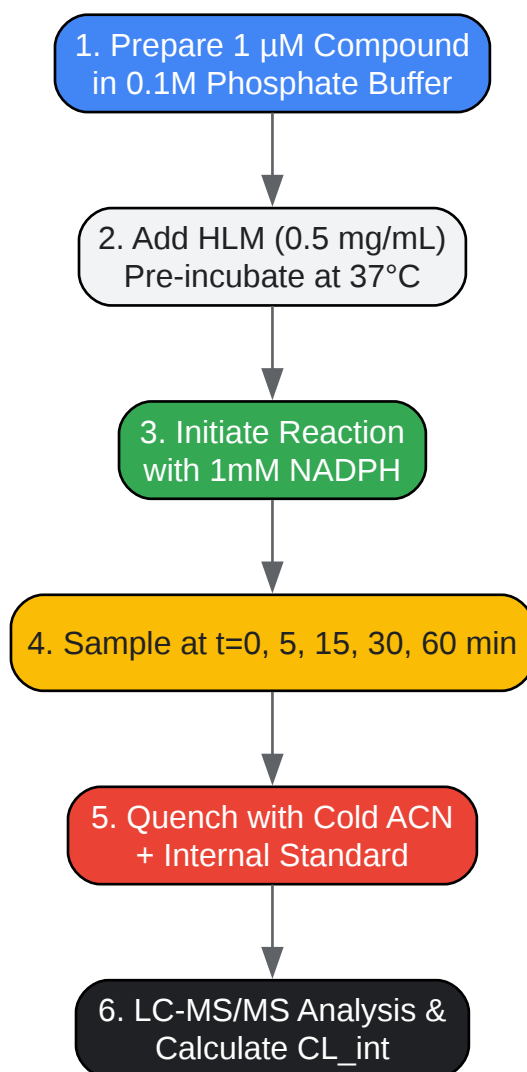 1. Prepare 1 µM Compound
in 0.1M Phosphate Buffer
2. Add HLM (0.5 mg/mL)
Pre-incubate at 37°C
3. Initiate Reaction
with 1mM NADPH
4. Sample at t=0, 5, 15, 30, 60 min
5. Quench with Cold ACN
+ Internal Standard
6. LC-MS/MS Analysis &
Calculate CL_int